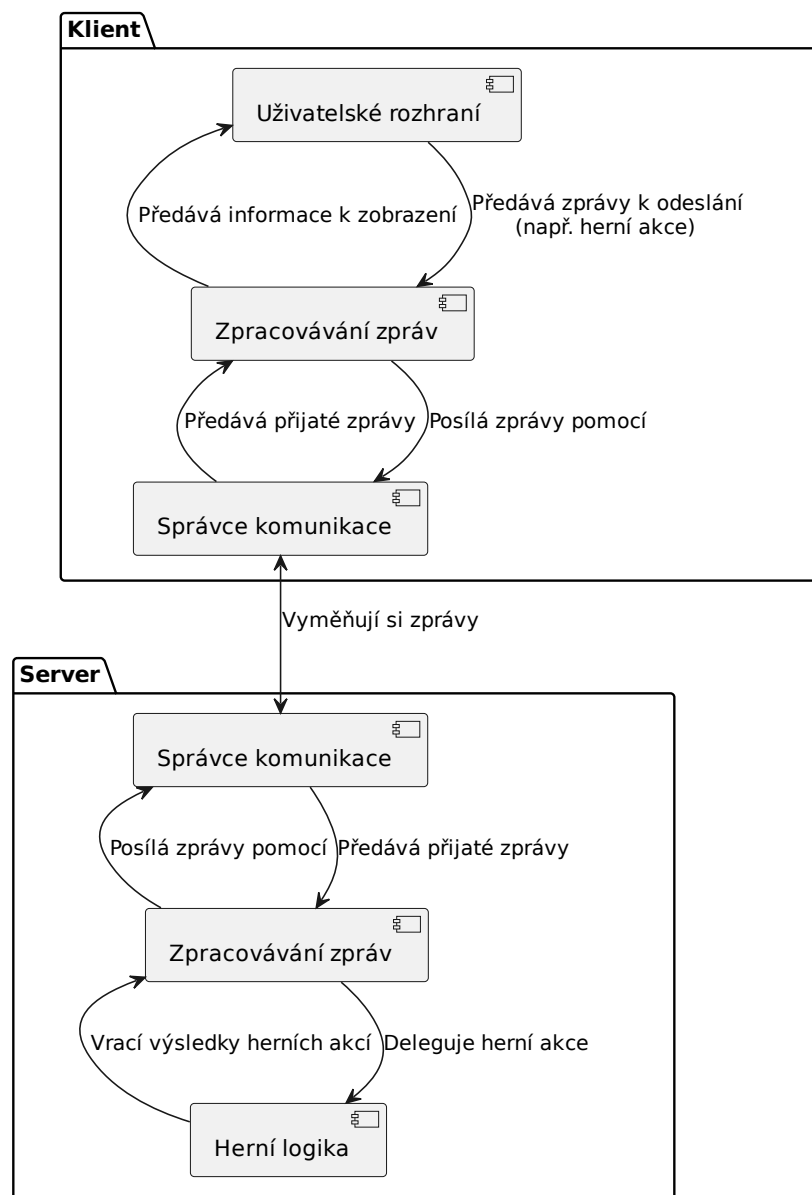 Klient
Uživatelské rozhraní
Předává informace k zobrazení
Předává zprávy k odeslání
(např. herní akce)
Zpracovávání zpráv
Předává přijaté zprávy
Posílá zprávy pomocí
Správce komunikace
Vyměňují si zprávy
Server
Správce komunikace
Posílá zprávy pomocí
Předává přijaté zprávy
Zpracovávání zpráv
Vrací výsledky herních akcí
Deleguje herní akce
Herní logika